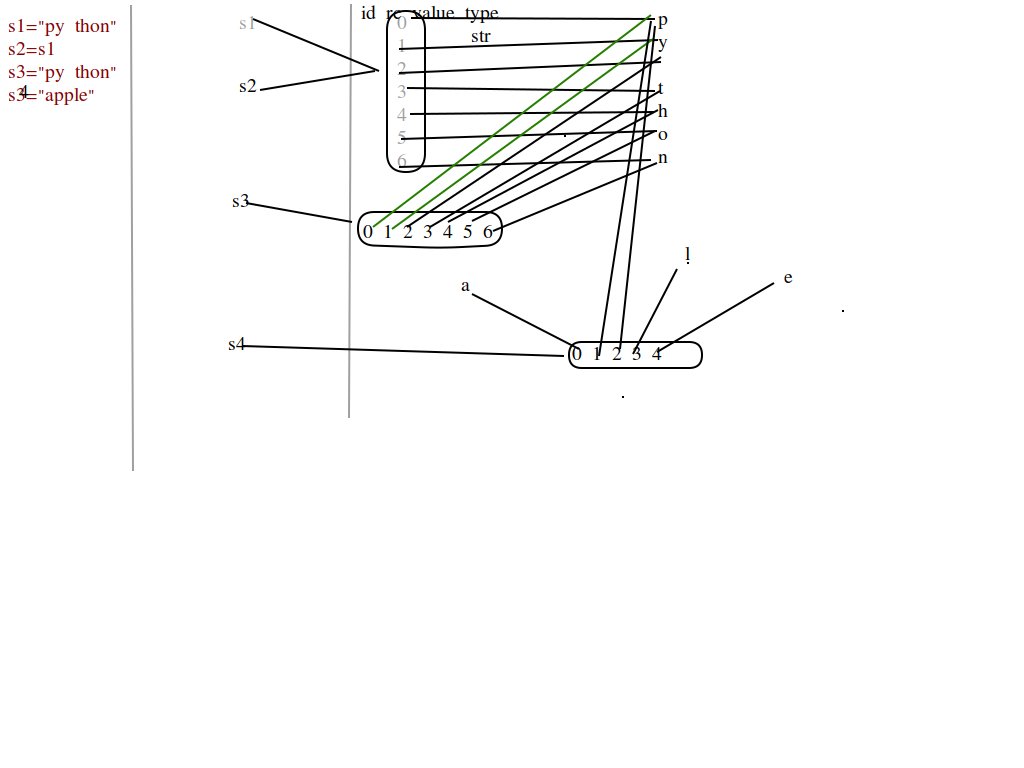 s1="py thon"
s2=s1
s3="py thon"
s4="apple"
id rc value type
str
s1
s2
s3
s4
0
1
2
3
4
5
6
p
y
t
h
o
n
0 1 2 3 4 5 6
a
l
e
0 1 2 3 4